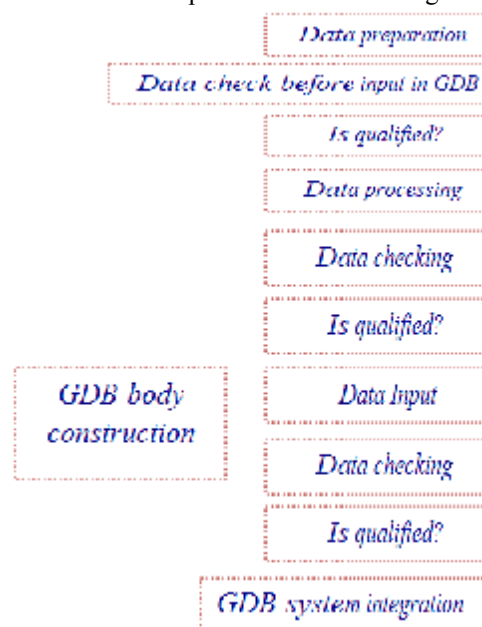 Data preparation
Data check before input in GDB
Is qualified?
Data processing
Data checking
Is qualified?
GDB body
construction
Data Input
Data checking
Is qualified?
GDB system integration